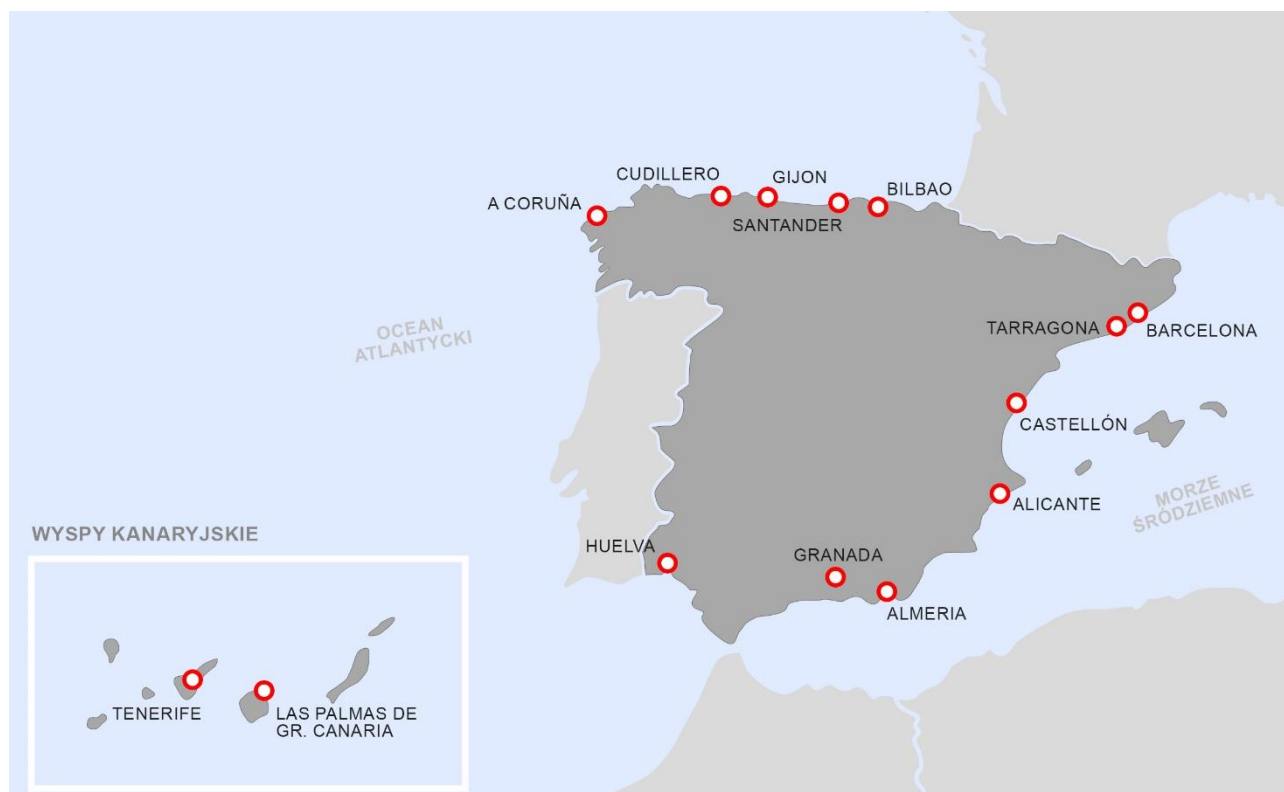 CUDILLERO
GIJON
BILBAO
A CORUÑA
SANTANDER
OCEAN
ATLANTYCKI
TARRAGONA
BARCELONA
CASTELLÓN
MORZE
ŚRÓDZIEMNE
ALICANTE
WYSPY KANARYJSKIE
HUELVA
GRANADA
ALMERIA
TENERIFE
LAS PALMAS DE
GR. CANARIA